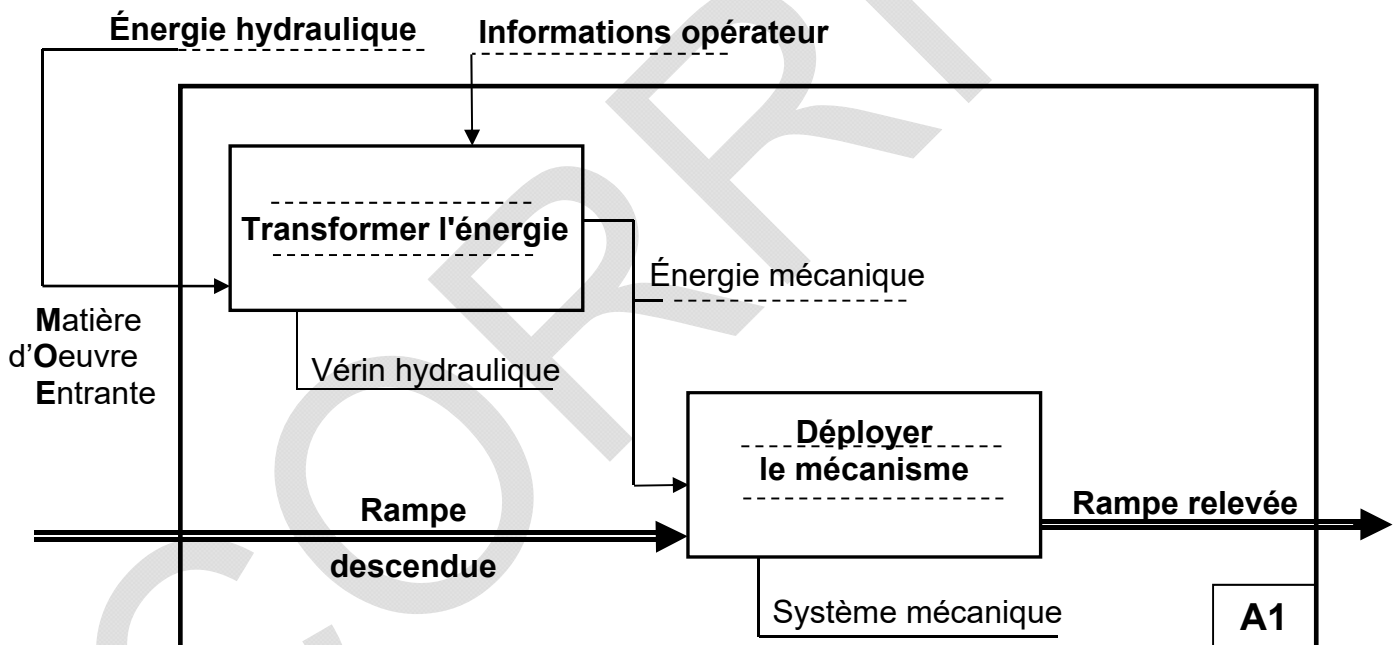 Énergie hydraulique
Informations opérateur
Transformer l'énergie
Énergie mécanique
Matière
d'Oeuvre
Entrante
Vérin hydraulique
Déployer
le mécanisme
Rampe
descendue
Rampe relevée
Système mécanique
A1